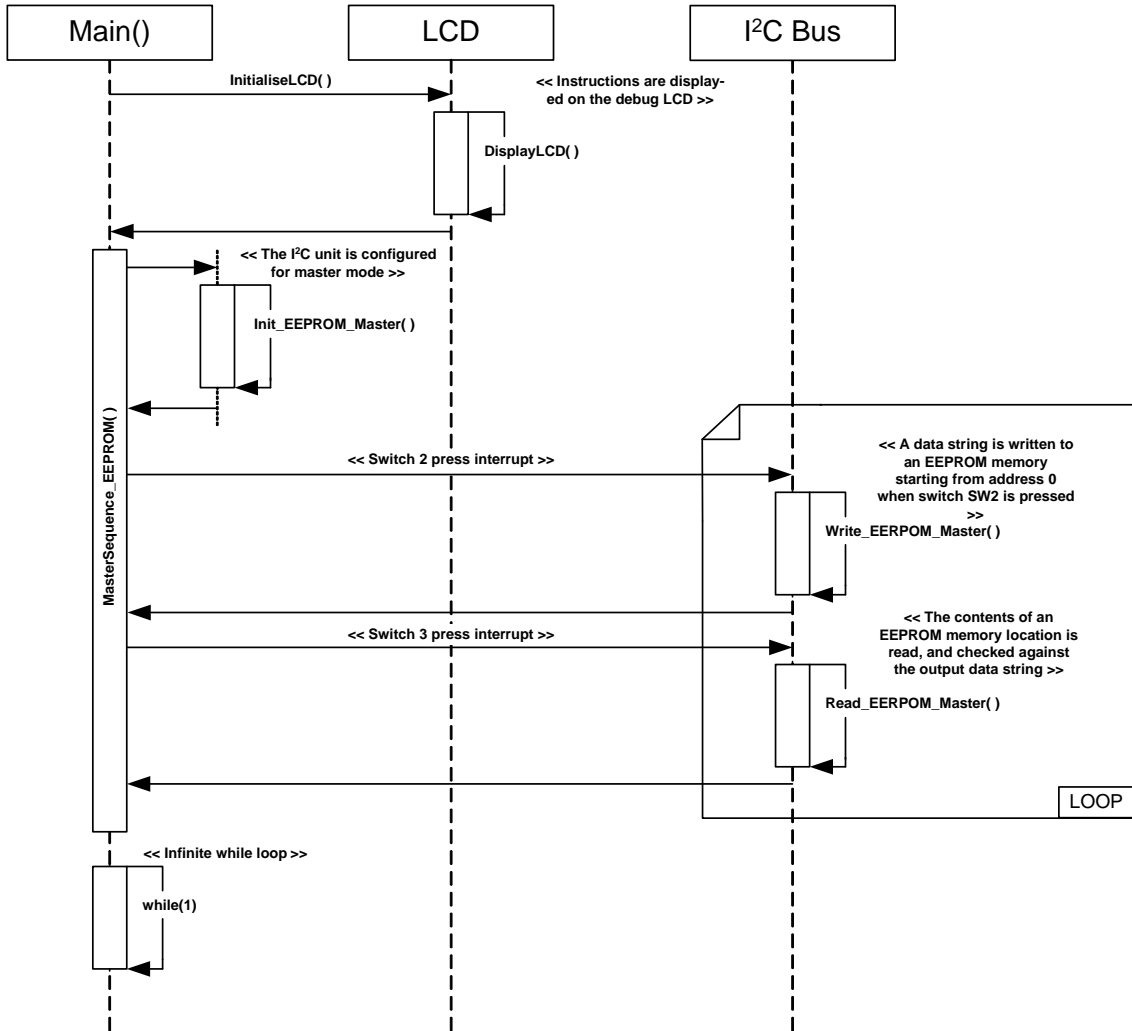 Main()
LCD
I²C Bus
InitialiseLCD( )
<< Instructions are display-
ed on the debug LCD >>
DisplayLCD( )
<< The I²C unit is configured
for master mode >>
Init_EEPROM_Master( )
MasterSequence_EEPROM( )
<< Switch 2 press interrupt >>
<< A data string is written to
an EEPROM memory
starting from address 0
when switch SW2 is pressed
>>
Write_EERPOM_Master( )
<< Switch 3 press interrupt >>
<< The contents of an
EEPROM memory location is
read, and checked against
the output data string >>
Read_EERPOM_Master( )
LOOP
<< Infinite while loop >>
while(1)